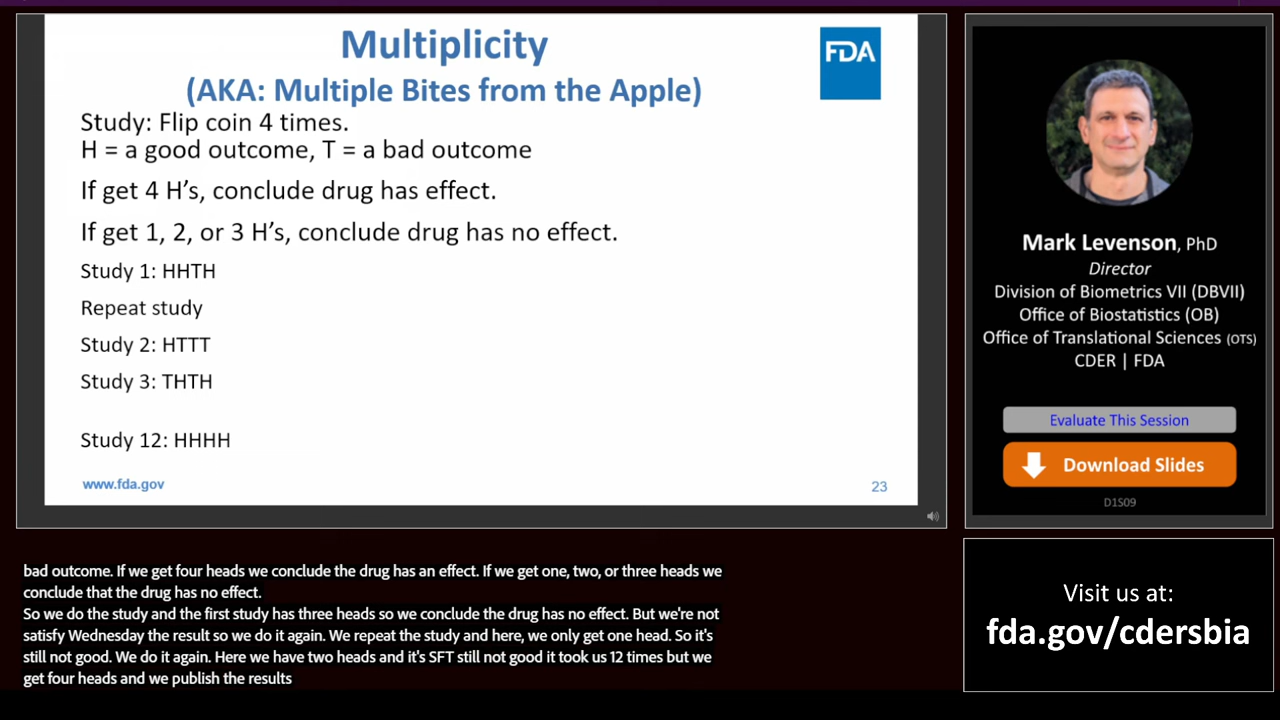 Multiplicity
(AKA: Multiple Bites from the Apple)
FDA
Study: Flip coin 4 times.
H = a good outcome, T = a bad outcome
If get 4 H's, conclude drug has effect.
If get 1, 2, or 3 H's, conclude drug has no effect.
Study 1: HHTH
Repeat study
Study 2: HTTT
Study 3: THTH
Study 12: HHHH
www.fda.gov
23
Mark Levenson, PhD
Director
Division of Biometrics VII (DBVII)
Office of Biostatistics (OB)
Office of Translational Sciences (OTS)
CDER | FDA
Evaluate This Session
Download Slides
D1S09
bad outcome. If we get four heads we conclude the drug has an effect. If we get one, two, or three heads we
conclude that the drug has no effect.
So we do the study and the first study has three heads so we conclude the drug has no effect. But we're not
satisfy Wednesday the result so we do it again. We repeat the study and here, we only get one head. So it's
still not good. We do it again. Here we have two heads and it's SFT still not good it took us 12 times but we
get four heads and we publish the results
Visit us at:
fda.gov/cdersbia